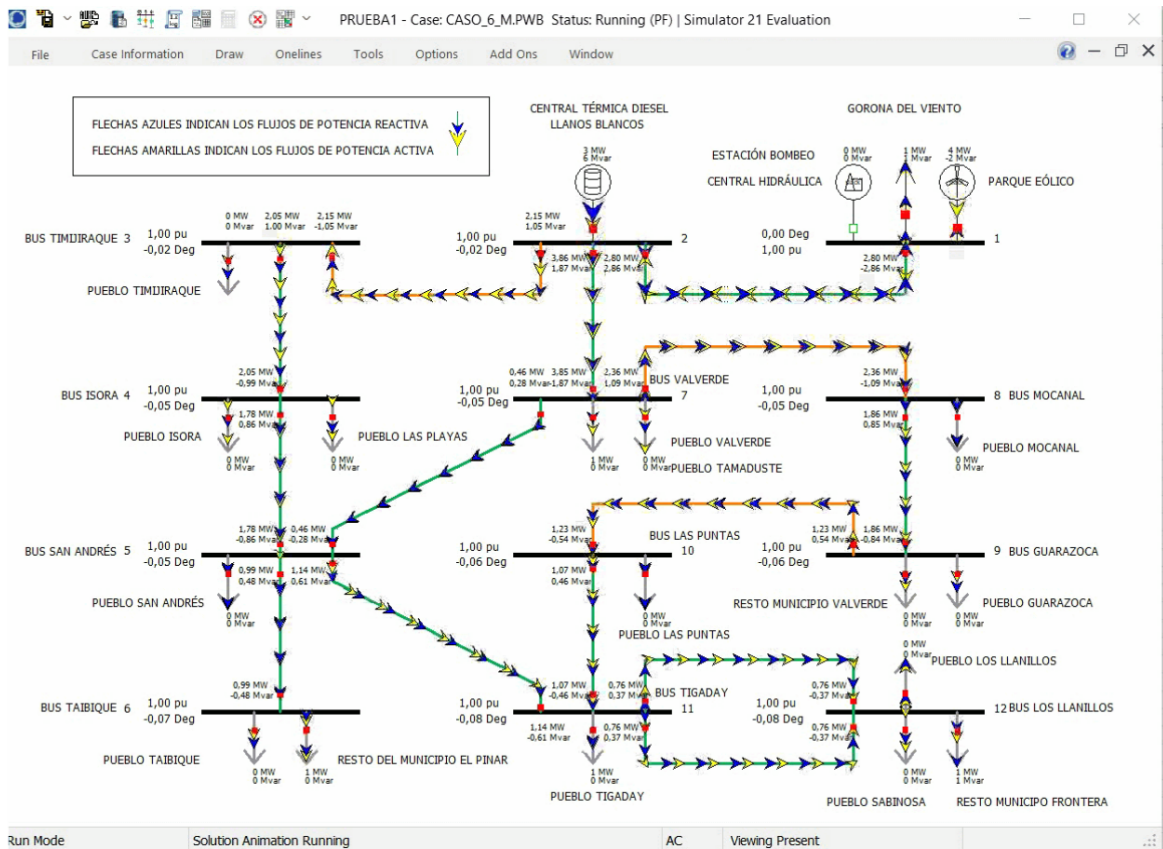 PRUEBA1 - Case: CASO_6_M.PWB Status: Running (PF) | Simulator 21 Evaluation
File Case Information Draw Onelines Tools Options Add Ons Window
FLECHAS AZULES INDICAN LOS FLUJOS DE POTENCIA REACTIVA
FLECHAS AMARILLAS INDICAN LOS FLUJOS DE POTENCIA ACTIVA
CENTRAL TÉRMICA DIESEL
LLANOS BLANCOS
3 MW
6 Mvar
GORONA DEL VIENTO
ESTACIÓN BOMBEO
CENTRAL HIDRÁULICA
0 MW
0 Mvar
1 MW
1 Mvar
4 MW
-2 Mvar
PARQUE EÓLICO
BUS TIMIJIRAQUE 3
1,00 pu
-0,02 Deg
0 MW
0 Mvar
2,05 MW
1.00 Mvar
2,15 MW
-1,05 Mvar
PUEBLO TIMIJIRAQUE
1,00 pu
-0,02 Deg
2,15 MW
1.05 Mvar
3.86 MW
1.87 Mvar
2.80 MW
2.86 Mvar
2
0,00 Deg
1,00 pu
2.80 MW
-2.86 Mvar
1
BUS ISORA 4
1,00 pu
-0,05 Deg
2.05 MW
-0.99 Mvar
1,78 MW
0,86 Mvar
PUEBLO ISORA
0 MW
0 Mvar
PUEBLO LAS PLAYAS
0 MW
0 Mvar
1,00 pu
-0,05 Deg
0,46 MW
0,28 Mvar
3,85 MW
-1,87 Mvar
2,36 MW
1,09 Mvar
BUS VALVERDE
7
PUEBLO VALVERDE
PUEBLO TAMADUSTE
1 MW
0 Mvar
0 MW
0 Mvar
1,00 pu
-0,05 Deg
2,36 MW
-1,09 Mvar
1,86 MW
0,85 Mvar
8 BUS MOCANAL
PUEBLO MOCANAL
0 MW
0 Mvar
BUS SAN ANDRÉS 5
1,00 pu
-0,05 Deg
1,78 MW
-0,86 Mvar
0,46 MW
-0,28 Mvar
0,99 MW
0,48 Mvar
1,14 MW
0,61 Mvar
PUEBLO SAN ANDRÉS
0 MW
0 Mvar
1,00 pu
-0,06 Deg
1.23 MW
-0.54 Mvar
1.07 MW
0.46 Mvar
BUS LAS PUNTAS
10
PUEBLO LAS PUNTAS
0 MW
0 Mvar
1,00 pu
-0,06 Deg
1.23 MW
0.54 Mvar
1.86 MW
-0.84 Mvar
9 BUS GUARAZOCA
RESTO MUNICIPIO VALVERDE
0 MW
0 Mvar
PUEBLO GUARAZOCA
0 MW
0 Mvar
BUS TAIBIQUE 6
1,00 pu
-0,07 Deg
0,99 MW
-0,48 Mvar
PUEBLO TAIBIQUE
0 MW
0 Mvar
RESTO DEL MUNICIPIO EL PINAR
1 MW
0 Mvar
1,00 pu
-0,08 Deg
1,07 MW
-0,46 Mvar
0,76 MW
0,37 Mvar
1,14 MW
-0,61 Mvar
0,76 MW
0,37 Mvar
BUS TIGADAY
11
1 MW
0 Mvar
PUEBLO TIGADAY
1,00 pu
-0,08 Deg
0,76 MW
-0,37 Mvar
0,76 MW
-0,37 Mvar
0 MW
0 Mvar
PUEBLO LOS LLANILLOS
12 BUS LOS LLANILLOS
0 MW
0 Mvar
PUEBLO SABINOSA
1 MW
1 Mvar
RESTO MUNICIPO FRONTERA
Run Mode Solution Animation Running AC Viewing Present